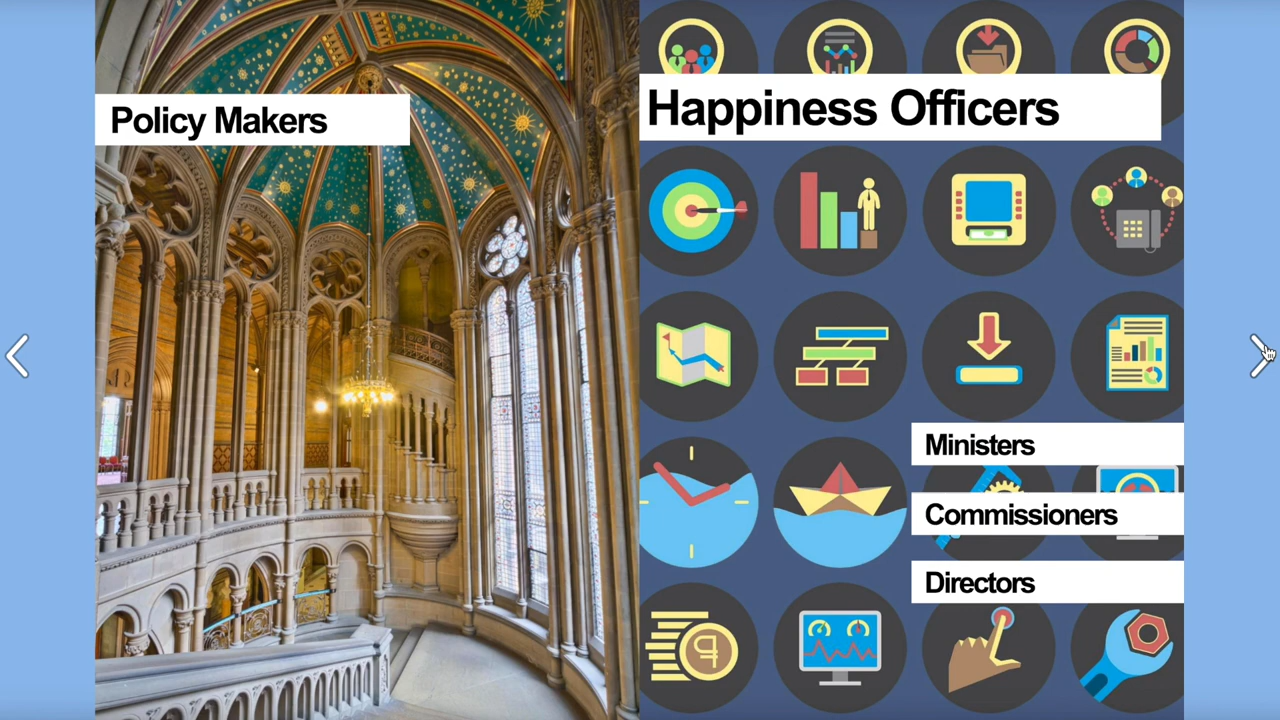 Policy Makers
Happiness Officers
Ministers
Commissioners
Directors